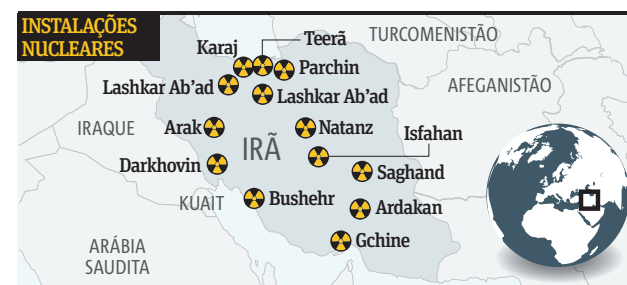 INSTALAÇÕES
NUCLEARES
Karaj
Teerã
TURCOMENISTÃO
Parchin
Lashkar Ab'ad
Lashkar Ab'ad
AFEGANISTÃO
IRAQUE
Arak
IRÃ
Natanz
Isfahan
Darkhovin
Saghand
KUAIT
Bushehr
Ardakan
ARÁBIA
SAUDITA
Gchine